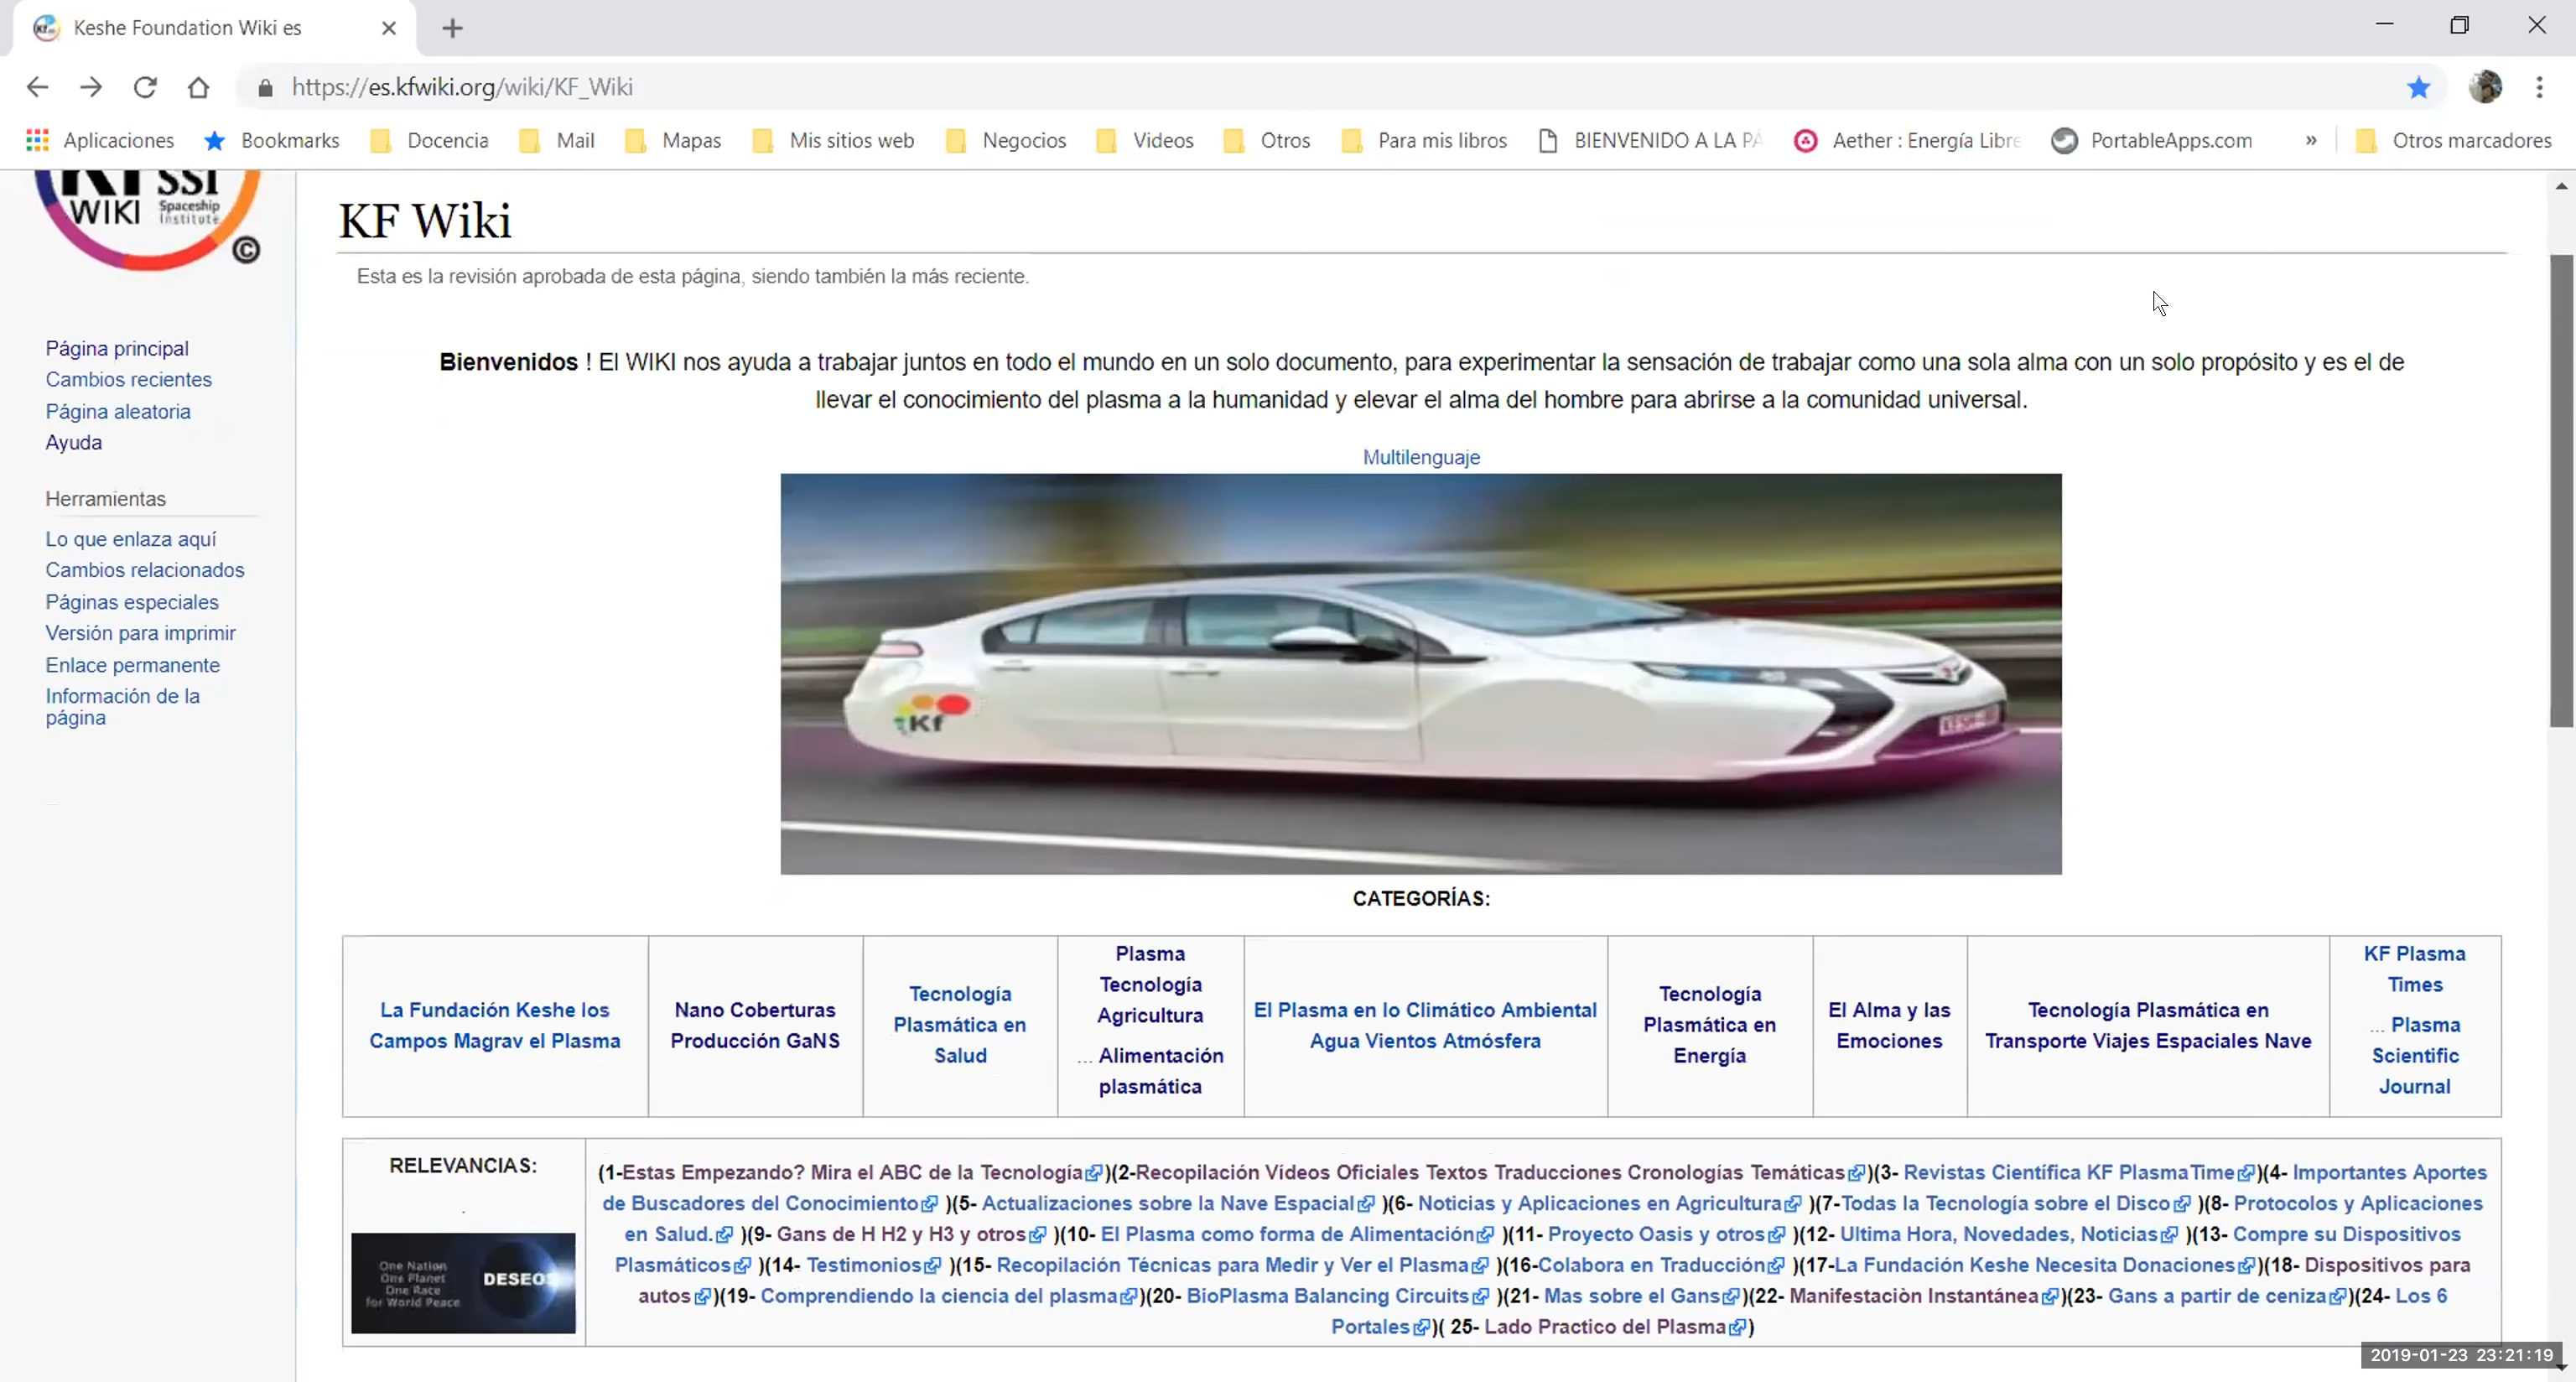 Keshe Foundation Wiki es
https://es.kfwiki.org/wiki/KF_Wiki
Aplicaciones Bookmarks Docencia Mail Mapas Mis sitios web Negocios Videos Otros Para mis libros BIENVENIDO A LA PÁ Aether : Energía Libre PortableApps.com » Otros marcadores
KF SSI
WIKI Spaceship
Institute
©
Página principal
Cambios recientes
Página aleatoria
Ayuda
Herramientas
Lo que enlaza aquí
Cambios relacionados
Páginas especiales
Versión para imprimir
Enlace permanente
Información de la
página
KF Wiki
Esta es la revisión aprobada de esta página, siendo también la más reciente.
Bienvenidos ! El WIKI nos ayuda a trabajar juntos en todo el mundo en un solo documento, para experimentar la sensación de trabajar como una sola alma con un solo propósito y es el de
llevar el conocimiento del plasma a la humanidad y elevar el alma del hombre para abrirse a la comunidad universal.
Multilenguaje
Kf
CATEGORÍAS:
La Fundación Keshe los
Campos Magrav el Plasma
Nano Coberturas
Producción GaNS
Tecnología
Plasmática en
Salud
Plasma
Tecnología
Agricultura
... Alimentación
plasmática
El Plasma en lo Climático Ambiental
Agua Vientos Atmósfera
Tecnología
Plasmática en
Energía
El Alma y las
Emociones
Tecnología Plasmática en
Transporte Viajes Espaciales Nave
KF Plasma
Times
... Plasma
Scientific
Journal
RELEVANCIAS:
.
One Nation
One Planet
One Race
for World Peace
DESEOS
(1-Estas Empezando? Mira el ABC de la Tecnología)(2-Recopilación Vídeos Oficiales Textos Traducciones Cronologías Temáticas)(3- Revistas Científica KF PlasmaTime)(4- Importantes Aportes
de Buscadores del Conocimiento )(5- Actualizaciones sobre la Nave Espacial )(6- Noticias y Aplicaciones en Agricultura )(7-Todas la Tecnología sobre el Disco )(8- Protocolos y Aplicaciones
en Salud. )(9- Gans de H H2 y H3 y otros )(10- El Plasma como forma de Alimentación )(11- Proyecto Oasis y otros )(12- Ultima Hora, Novedades, Noticias )(13- Compre su Dispositivos
Plasmáticos )(14- Testimonios )(15- Recopilación Técnicas para Medir y Ver el Plasma )(16-Colabora en Traducción )(17-La Fundación Keshe Necesita Donaciones)(18- Dispositivos para
autos )(19- Comprendiendo la ciencia del plasma)(20- BioPlasma Balancing Circuits )(21- Mas sobre el Gans)(22- Manifestaciòn Instantánea)(23- Gans a partir de ceniza)(24- Los 6
Portales)( 25- Lado Practico del Plasma)
2019-01-23 23:21:19